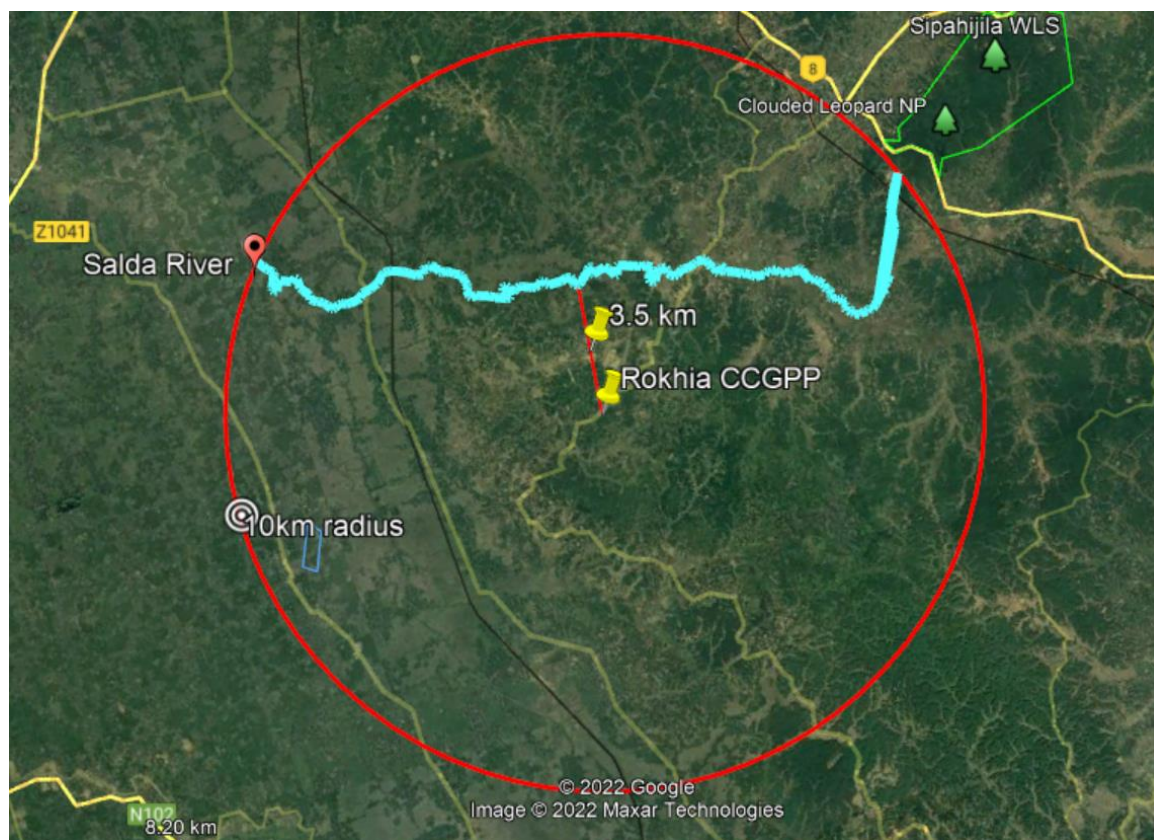 Sipahijila WLS
8
Clouded Leopard NP
Z1041
Salda River
3.5 km
Rokhia CCGPP
10km radius
© 2022 Google
Image © 2022 Maxar Technologies
N102
8.20 km